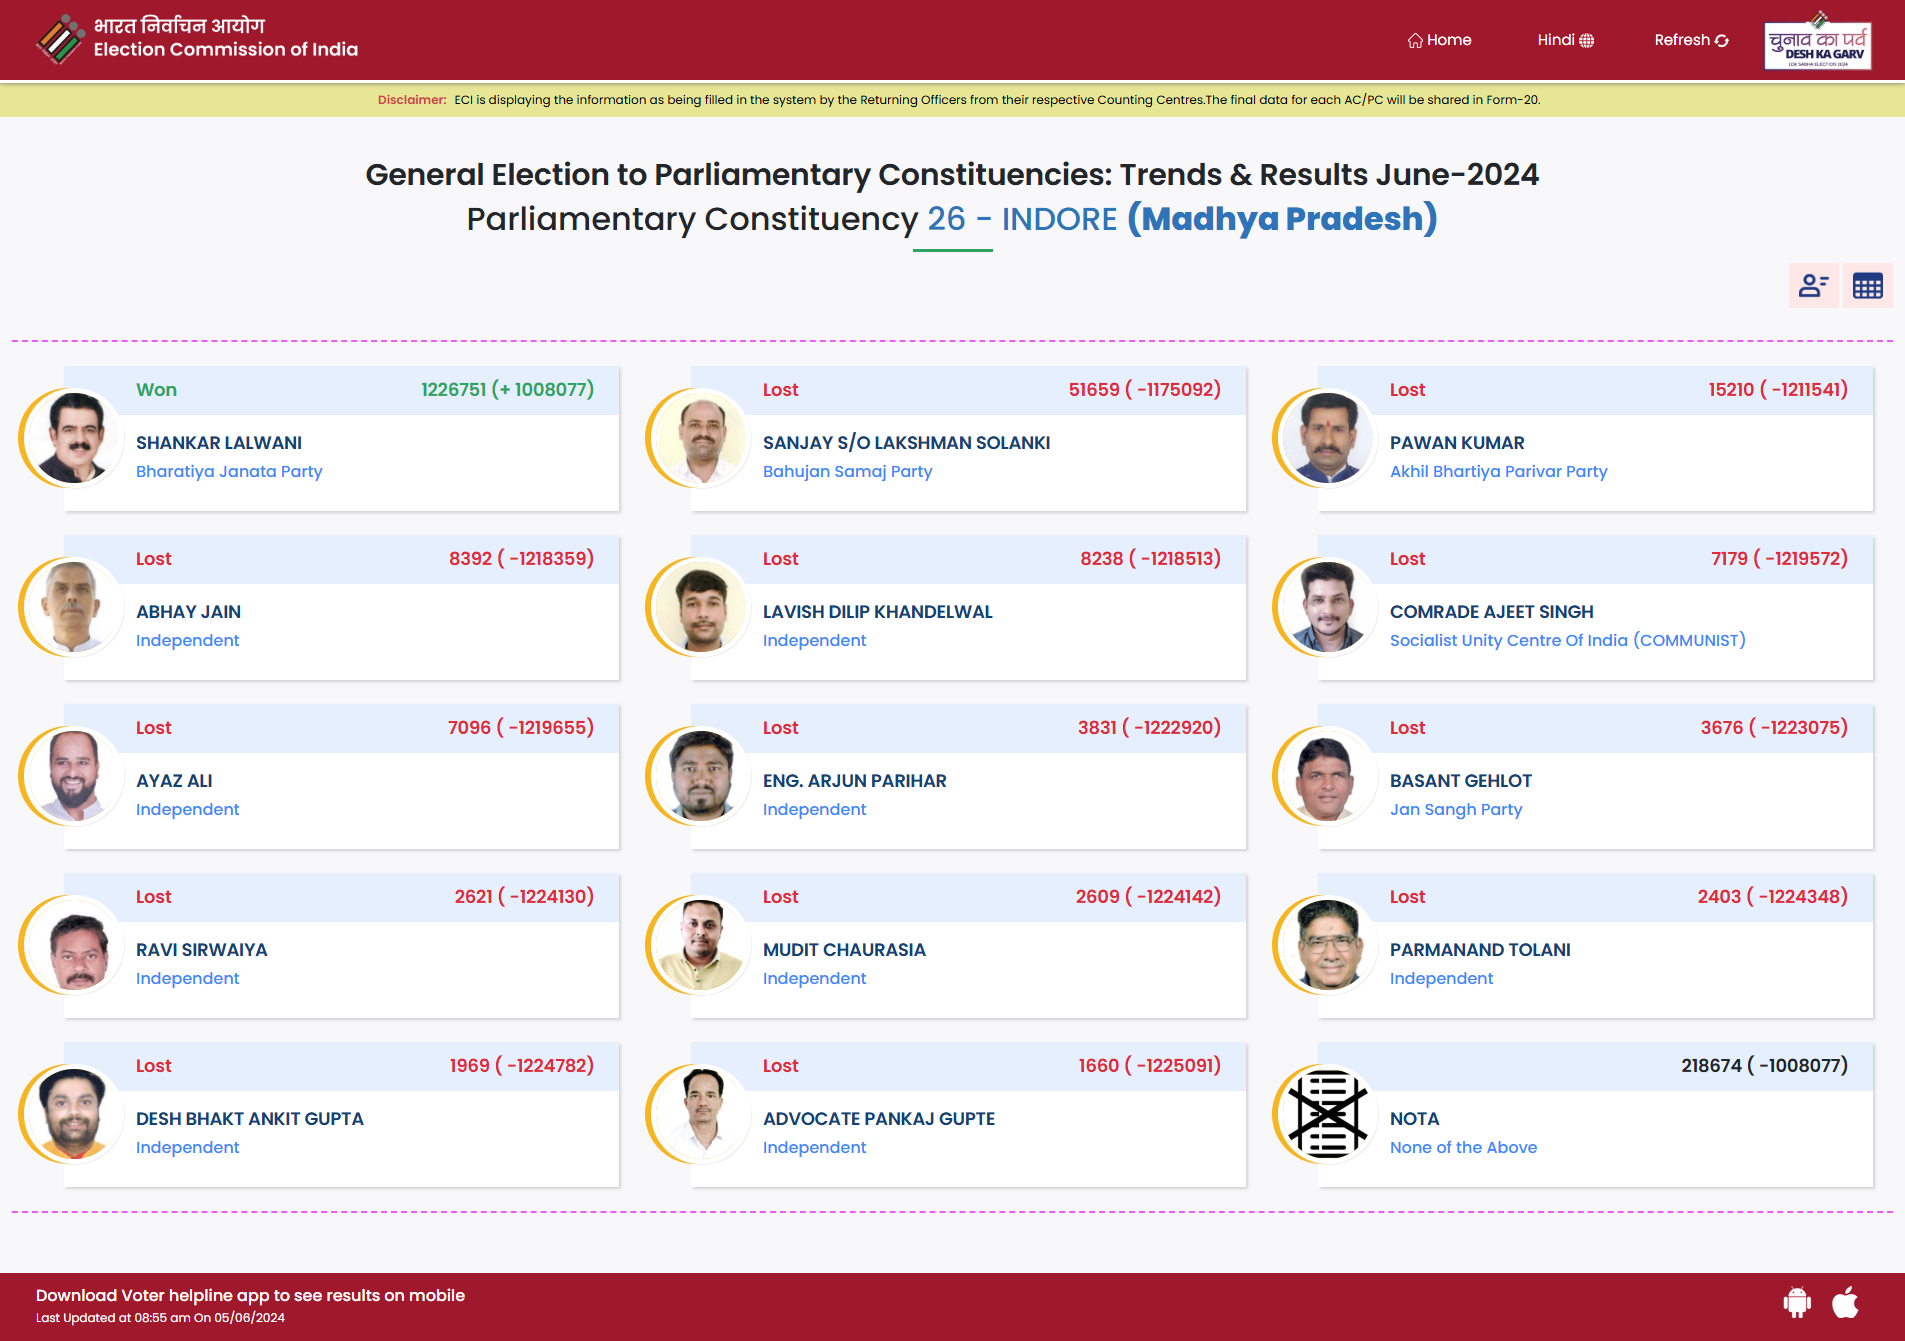 भारत निर्वाचन आयोग
Election Commission of India
Home
Hindi
Refresh
चुनाव का पर्व
DESH KA GARV
LOK SABHA ELECTION 2024
Disclaimer: ECI is displaying the information as being filled in the system by the Returning Officers from their respective Counting Centres.The final data for each AC/PC will be shared in Form-20.
General Election to Parliamentary Constituencies: Trends & Results June-2024
Parliamentary Constituency 26 - INDORE (Madhya Pradesh)
Won 1226751 (+ 1008077)
SHANKAR LALWANI
Bharatiya Janata Party
Lost 51659 ( -1175092)
SANJAY S/O LAKSHMAN SOLANKI
Bahujan Samaj Party
Lost 15210 ( -1211541)
PAWAN KUMAR
Akhil Bhartiya Parivar Party
Lost 8392 ( -1218359)
ABHAY JAIN
Independent
Lost 8238 ( -1218513)
LAVISH DILIP KHANDELWAL
Independent
Lost 7179 ( -1219572)
COMRADE AJEET SINGH
Socialist Unity Centre Of India (COMMUNIST)
Lost 7096 ( -1219655)
AYAZ ALI
Independent
Lost 3831 ( -1222920)
ENG. ARJUN PARIHAR
Independent
Lost 3676 ( -1223075)
BASANT GEHLOT
Jan Sangh Party
Lost 2621 ( -1224130)
RAVI SIRWAIYA
Independent
Lost 2609 ( -1224142)
MUDIT CHAURASIA
Independent
Lost 2403 ( -1224348)
PARMANAND TOLANI
Independent
Lost 1969 ( -1224782)
DESH BHAKT ANKIT GUPTA
Independent
Lost 1660 ( -1225091)
ADVOCATE PANKAJ GUPTE
Independent
218674 ( -1008077)
NOTA
None of the Above
Download Voter helpline app to see results on mobile
Last Updated at 08:55 am On 05/06/2024